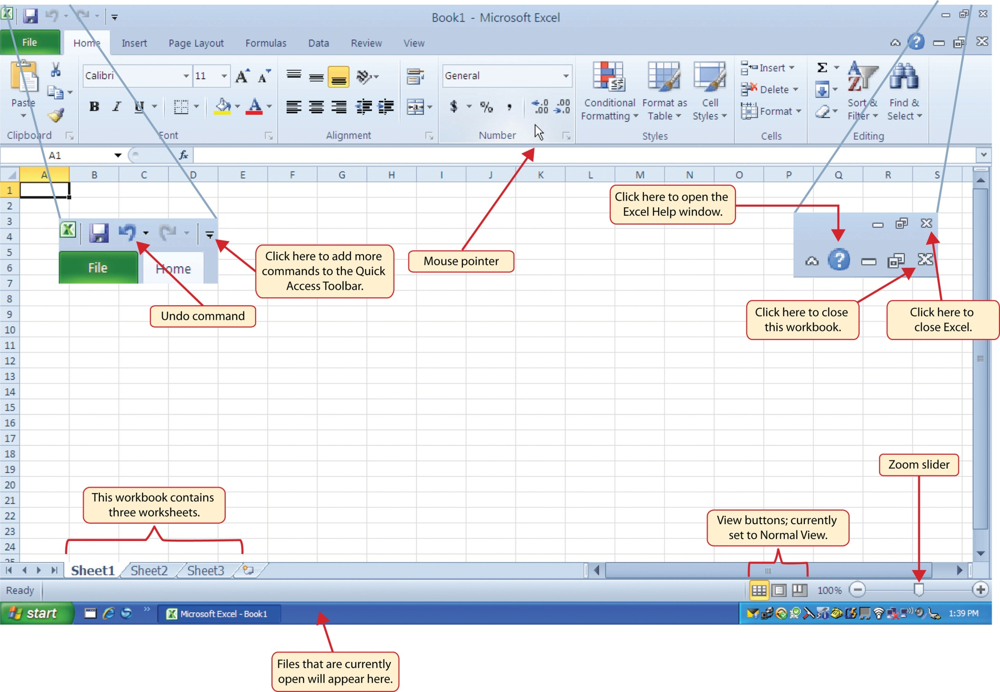 Book1 - Microsoft Excel
File Home Insert Page Layout Formulas Data Review View
Calibri 11 General
Insert
Delete
Format
Paste
B I U $ % ,
Conditional Formatting
Format as Table
Cell Styles
Sort & Filter
Find & Select
Clipboard Font Alignment Number Styles Cells Editing
A1 fx
A B C D E F G H I J K L M N O P Q R S
1
2
3
4
5
6
7
8
9
10
11
12
13
14
15
16
17
18
19
20
21
22
23
24
25
Click here to open the
Excel Help window.
File Home
Click here to add more
commands to the Quick
Access Toolbar.
Mouse pointer
Undo command
Click here to close
this workbook.
Click here to
close Excel.
Zoom slider
This workbook contains
three worksheets.
View buttons; currently
set to Normal View.
Sheet1 Sheet2 Sheet3
Ready 100%
start Microsoft Excel - Book1 1:39 PM
Files that are currently
open will appear here.